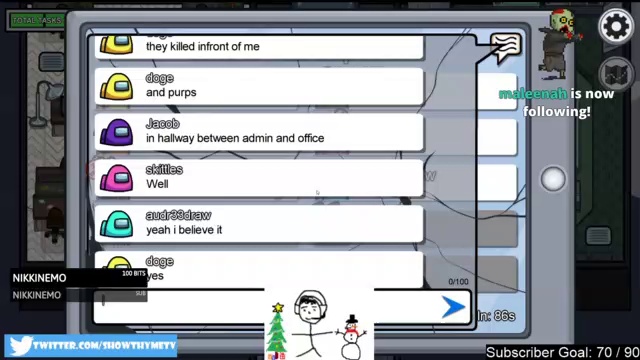 TOTAL TASKS
they killed infront of me
doge
and purps
Jacob
in hallway between admin and office
skittles
Well
audr33draw
yeah i believe it
doge
yes
0/100
In: 86s
maleenah is now
following!
NIKKINEMO
100 BITS
NIKKINEMO
SUB
TWITTER.COM/SHOWTHYMETV
Subscriber Goal: 70 / 90